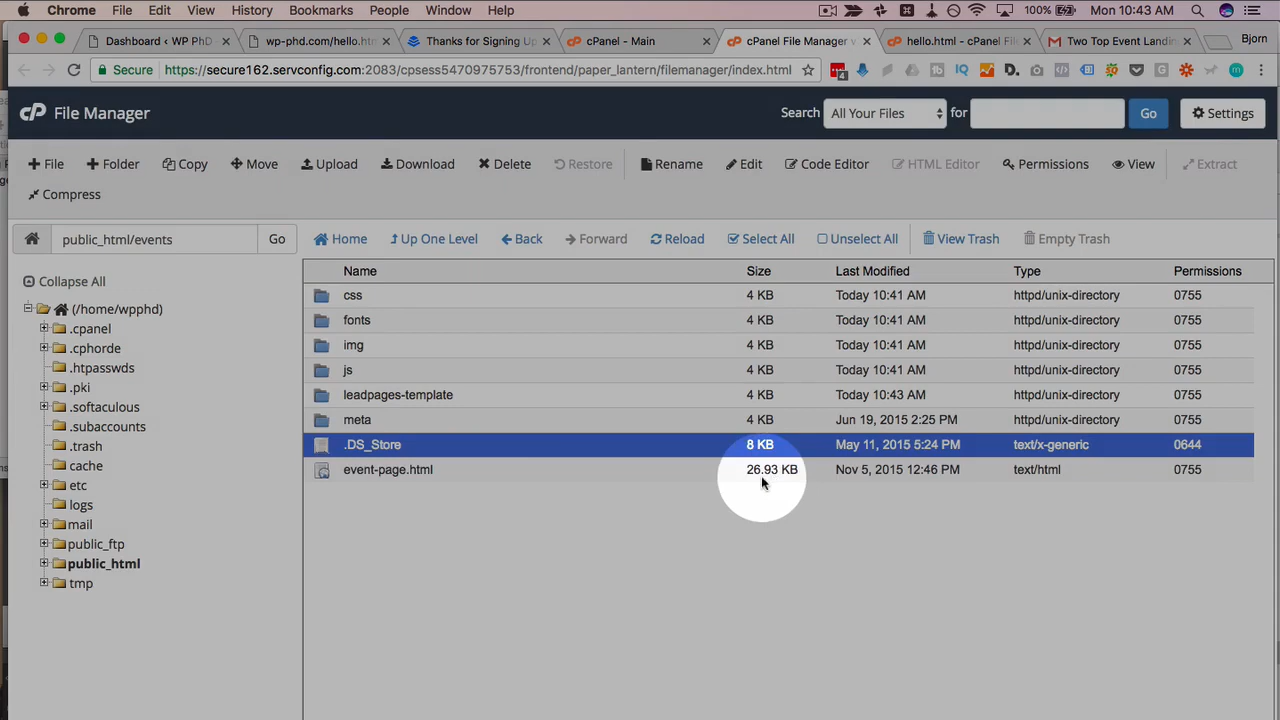 Chrome File Edit View History Bookmarks People Window Help 100% Mon 10:43 AM
Dashboard ‹ WP PhD wp-phd.com/hello.htm Thanks for Signing Up cPanel - Main cPanel File Manager v hello.html - cPanel File Two Top Event Landin Bjorn
Secure https://secure162.servconfig.com:2083/cpsess5470975753/frontend/paper_lantern/filemanager/index.html
cP File Manager Search All Your Files for Go Settings
File Folder Copy Move Upload Download Delete Restore Rename Edit Code Editor HTML Editor Permissions View Extract
Compress
public_html/events Go Home Up One Level Back Forward Reload Select All Unselect All View Trash Empty Trash
Collapse All
(/home/wpphd)
.cpanel
.cphorde
.htpasswds
.pki
.softaculous
.subaccounts
.trash
cache
etc
logs
mail
public_ftp
public_html
tmp
Name Size Last Modified Type Permissions
css 4 KB Today 10:41 AM httpd/unix-directory 0755
fonts 4 KB Today 10:41 AM httpd/unix-directory 0755
img 4 KB Today 10:41 AM httpd/unix-directory 0755
js 4 KB Today 10:41 AM httpd/unix-directory 0755
leadpages-template 4 KB Today 10:43 AM httpd/unix-directory 0755
meta 4 KB Jun 19, 2015 2:25 PM httpd/unix-directory 0755
.DS_Store 8 KB May 11, 2015 5:24 PM text/x-generic 0644
event-page.html 26.93 KB Nov 5, 2015 12:46 PM text/html 0755